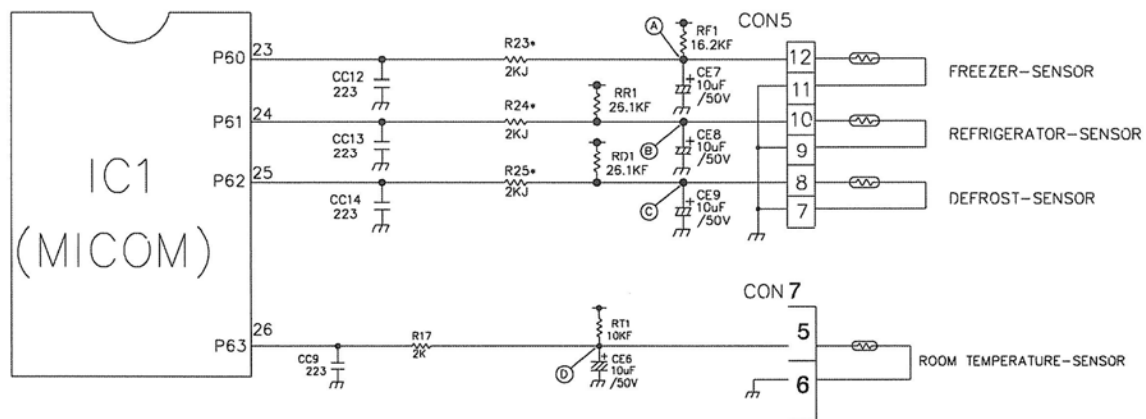 CON5
A
RF1
16.2KF
P60
23
R23*
2KJ
CC12
223
CE7
10uF
/50V
12
11
FREEZER-SENSOR
P61
24
R24*
2KJ
RR1
26.1KF
CC13
223
B
CE8
10uF
/50V
10
9
REFRIGERATOR-SENSOR
P62
25
R25*
2KJ
RD1
26.1KF
CC14
223
C
CE9
10uF
/50V
8
7
DEFROST-SENSOR
IC1
(MICOM)
CON7
P63
26
R17
2K
CC9
223
RT1
10KF
D
CE6
10uF
/50V
5
6
ROOM TEMPERATURE-SENSOR